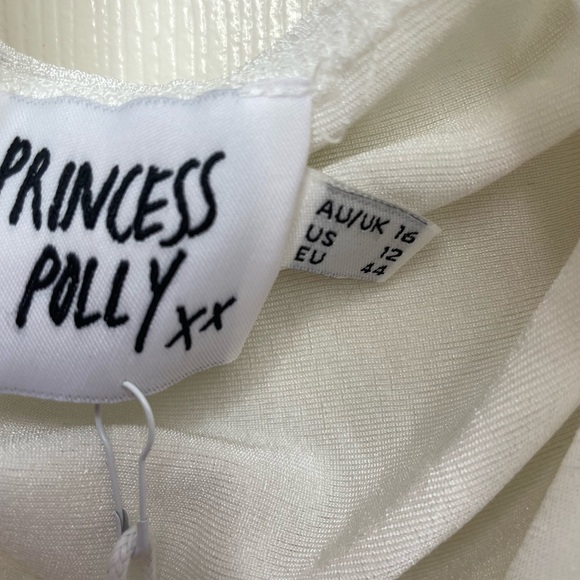 PRINCESS
POLLY xx
AU/UK 16
US 12
EU 44